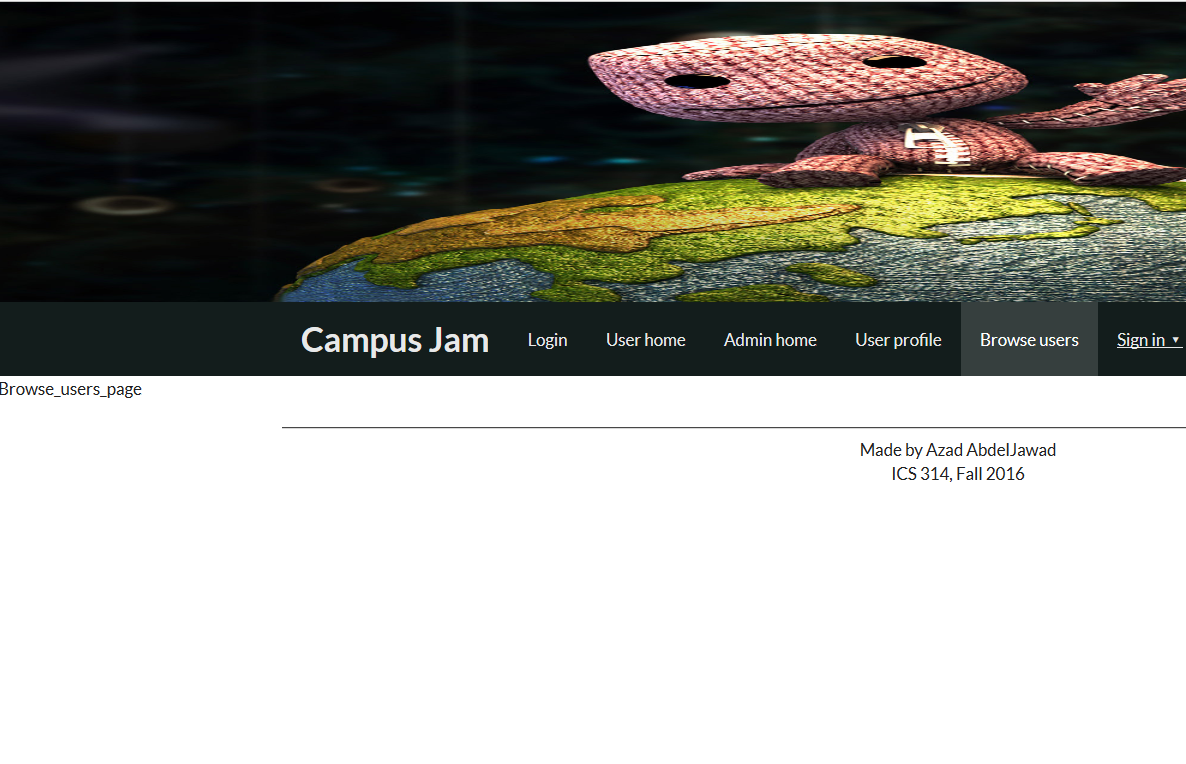 Campus Jam Login User home Admin home User profile Browse users Sign in ▾
Browse_users_page
Made by Azad AbdelJawad
ICS 314, Fall 2016